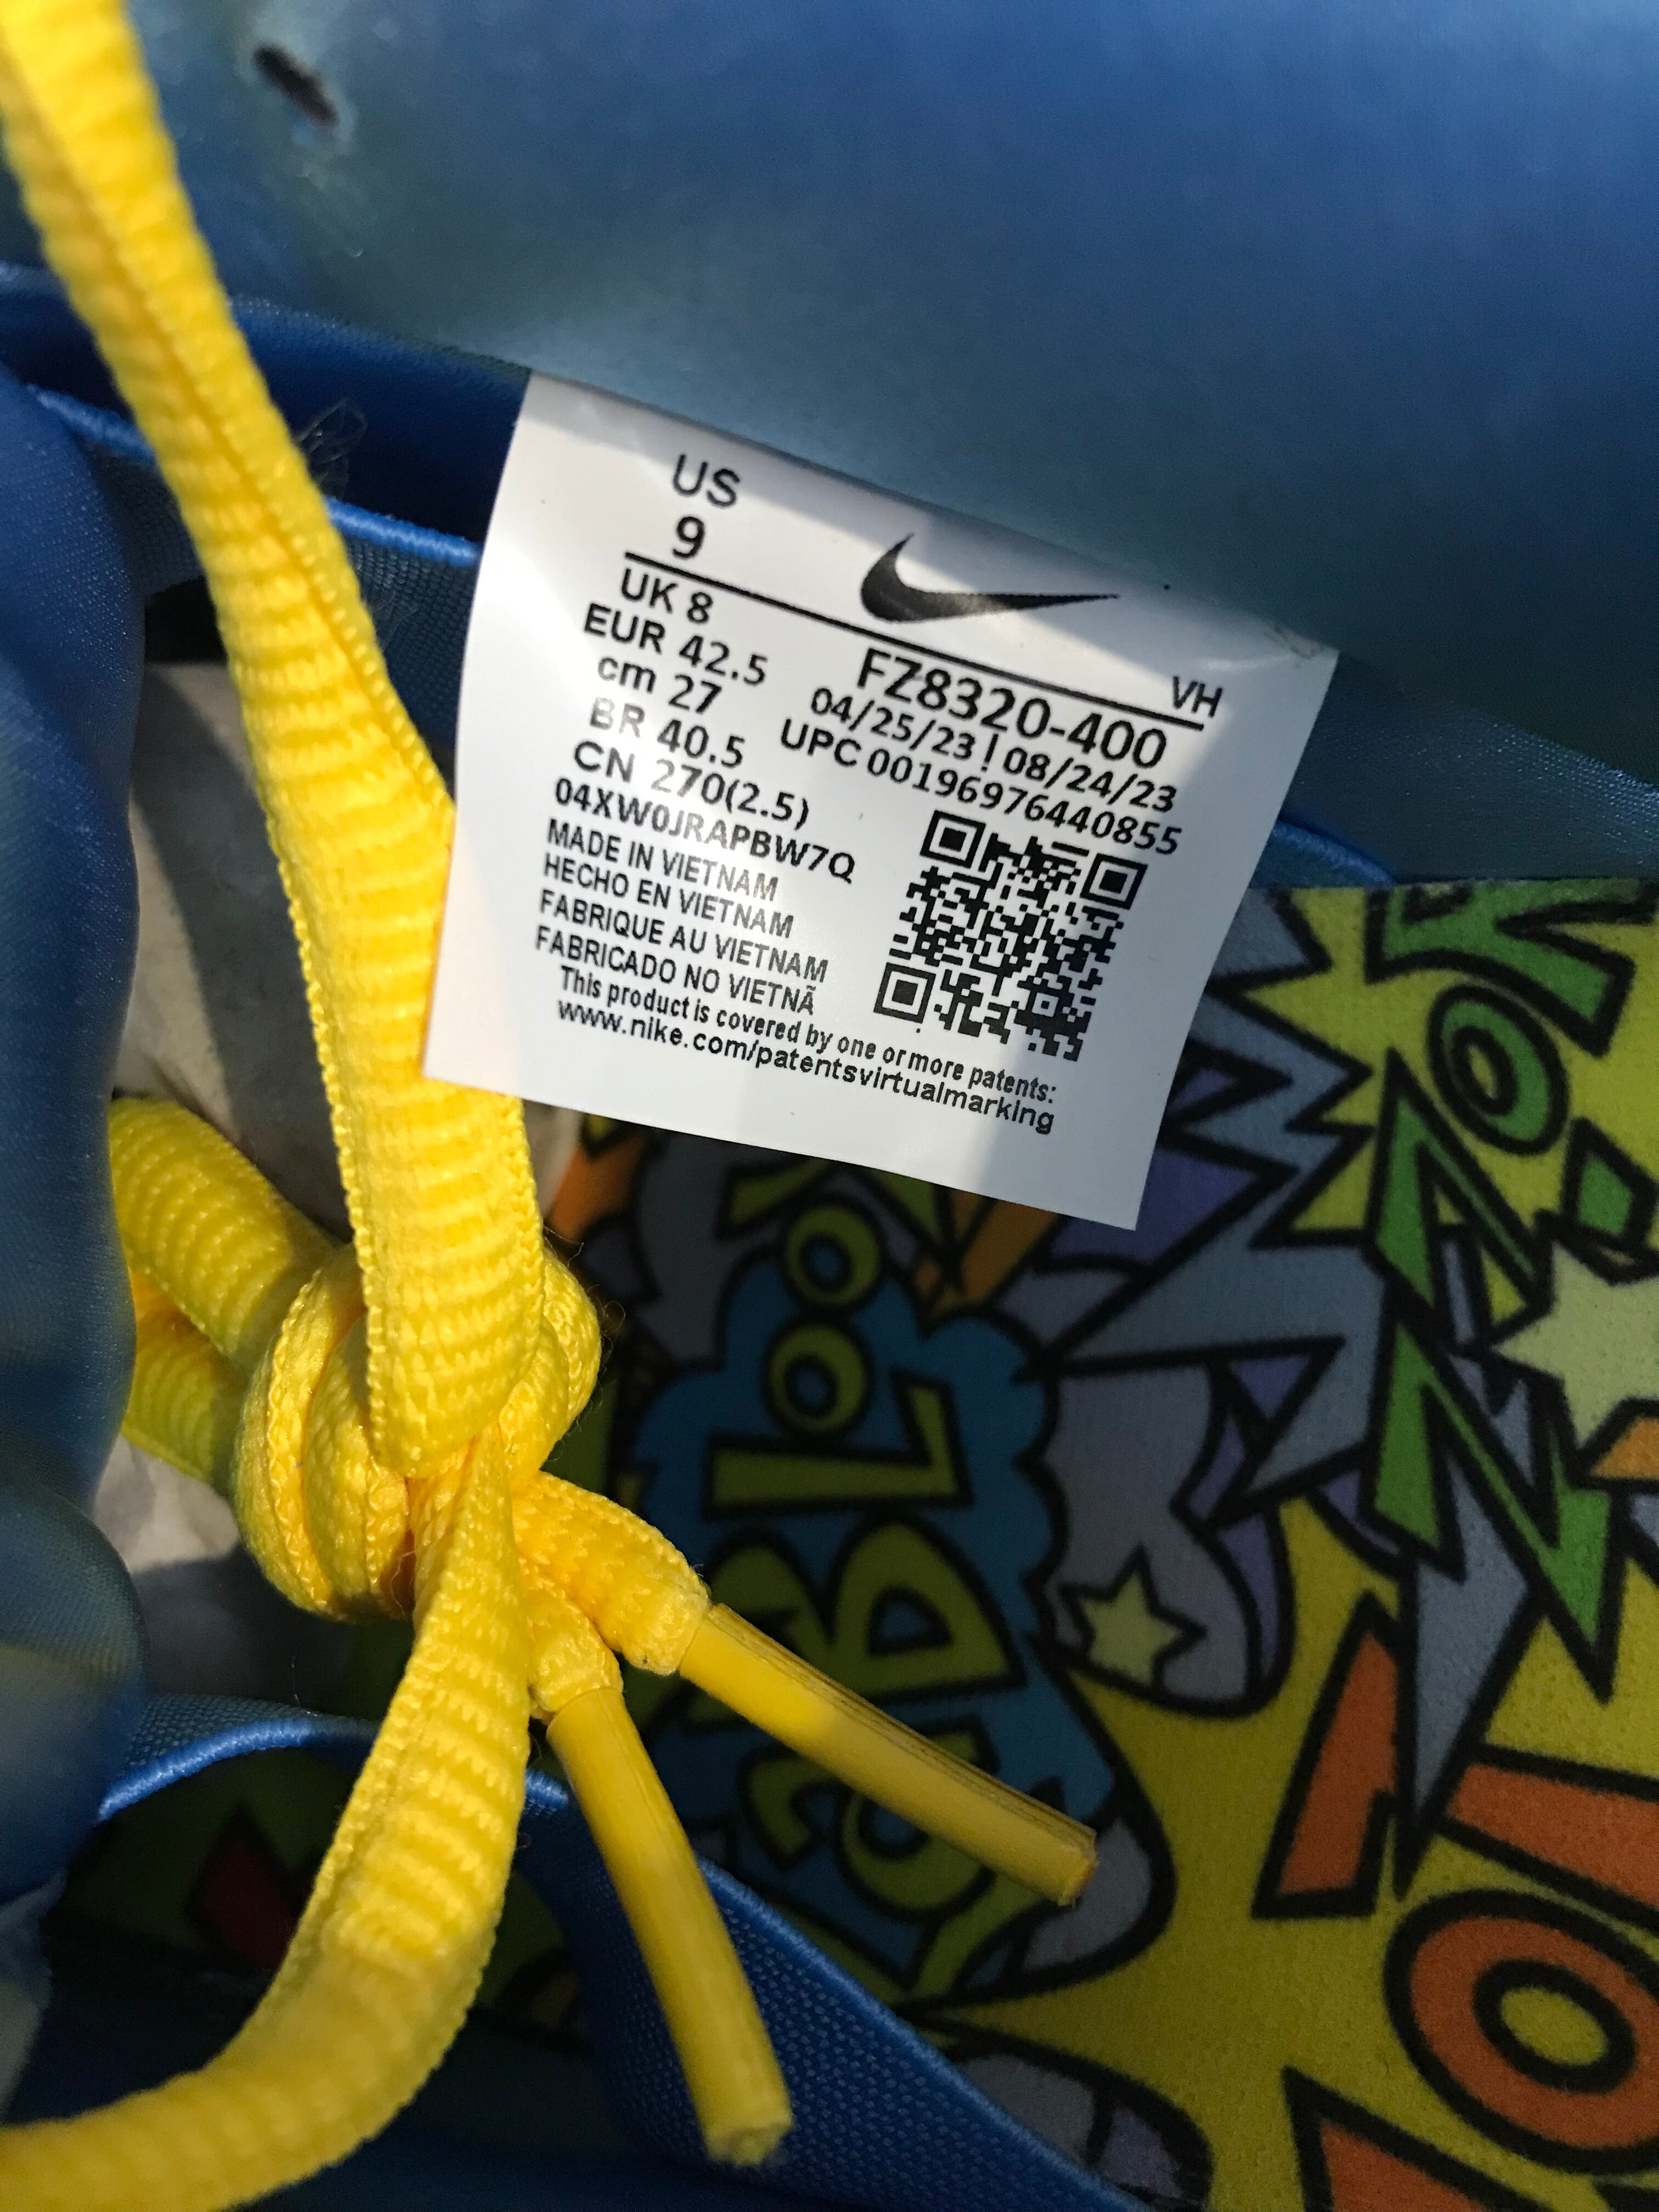 US
9
UK 8
EUR 42.5
cm 27
BR 40.5
CN 270(2.5)
04XW0JRAPBW7Q
VH
FZ8320-400
04/25/23 ! 08/24/23
UPC 00196976440855
MADE IN VIETNAM
HECHO EN VIETNAM
FABRIQUE AU VIETNAM
FABRICADO NO VIETNÃ
This product is covered by one or more patents:
www.nike.com/patentsvirtualmarking